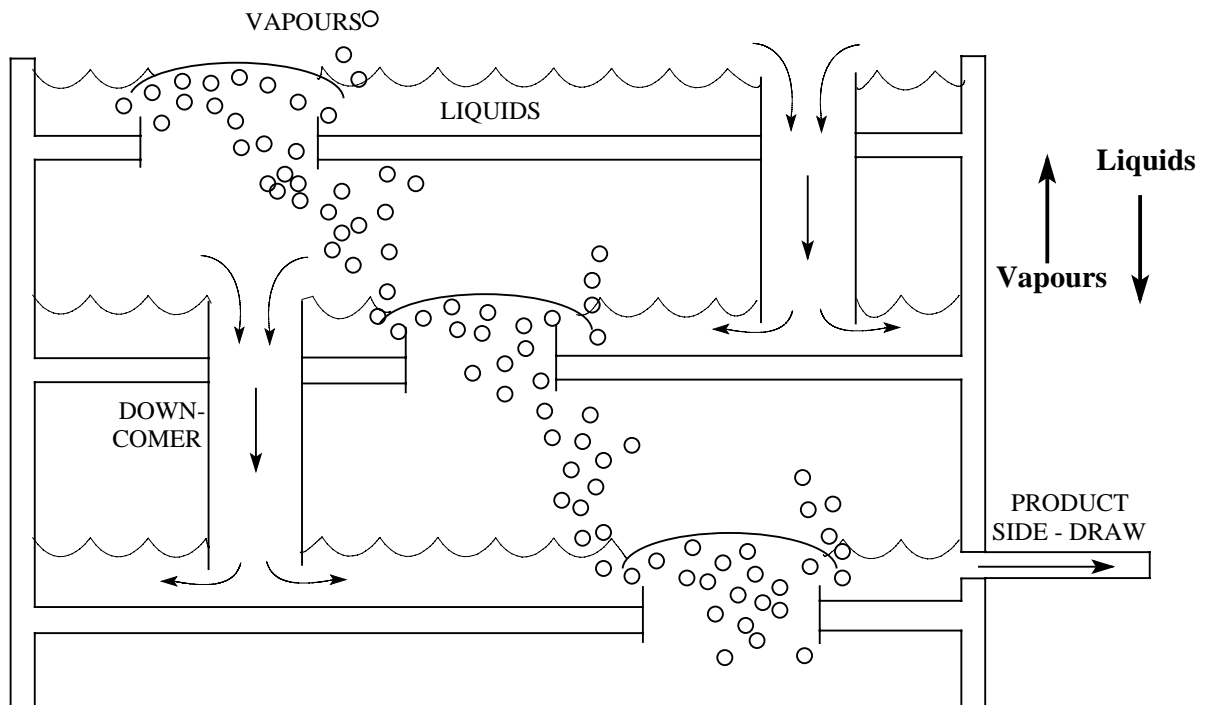 VAPOURS
LIQUIDS
Liquids
Vapours
DOWN-
COMER
PRODUCT
SIDE - DRAW